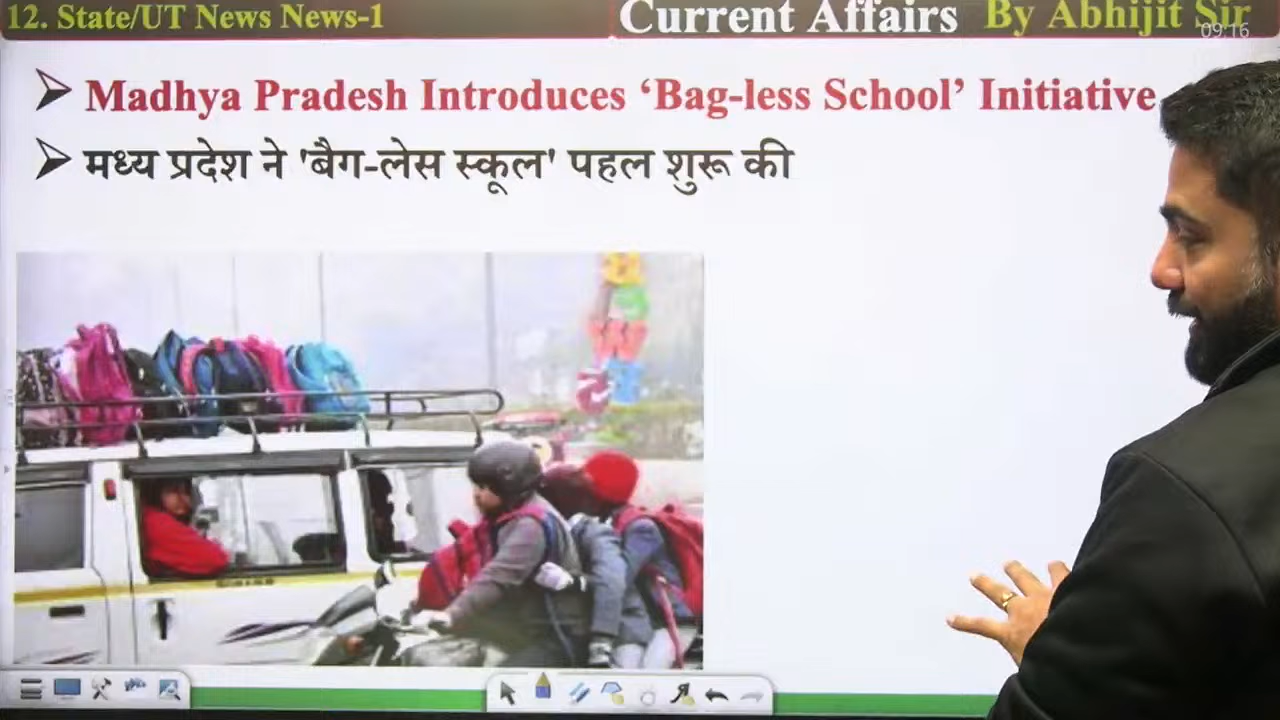 12. State/UT News News-1
Current Affairs By Abhijit Sir
09:16
➢ Madhya Pradesh Introduces ‘Bag-less School’ Initiative
➢ मध्य प्रदेश ने 'बैग-लेस स्कूल' पहल शुरू की